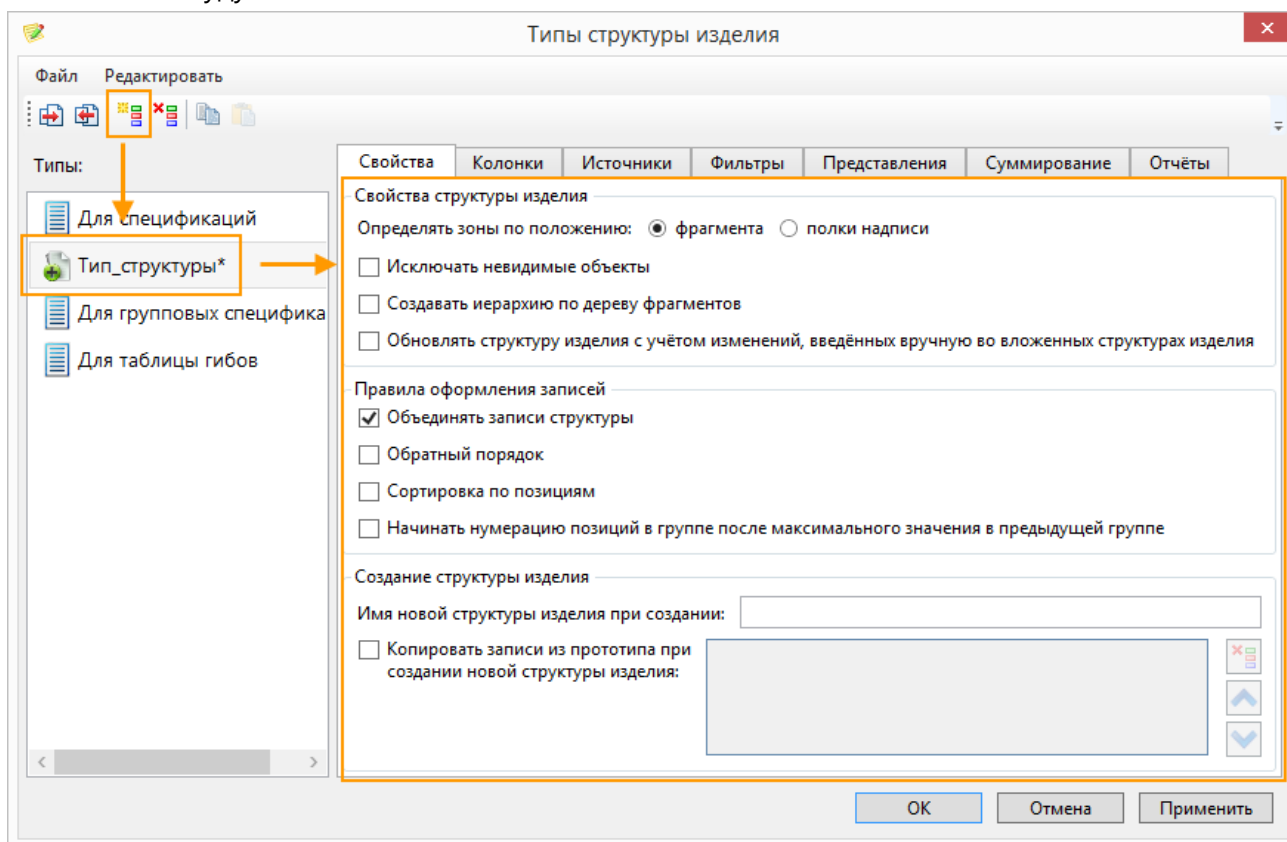 Типы структуры изделия
Файл Редактировать
Типы:
Свойства Колонки Источники Фильтры Представления Суммирование Отчёты
Для спецификаций
Тип_структуры*
Для групповых специфика
Для таблицы гибов
Свойства структуры изделия
Определять зоны по положению: фрагмента полки надписи
Исключать невидимые объекты
Создавать иерархию по дереву фрагментов
Обновлять структуру изделия с учётом изменений, введённых вручную во вложенных структурах изделия
Правила оформления записей
Объединять записи структуры
Обратный порядок
Сортировка по позициям
Начинать нумерацию позиций в группе после максимального значения в предыдущей группе
Создание структуры изделия
Имя новой структуры изделия при создании:
Копировать записи из прототипа при
создании новой структуры изделия:
ОК Отмена Применить